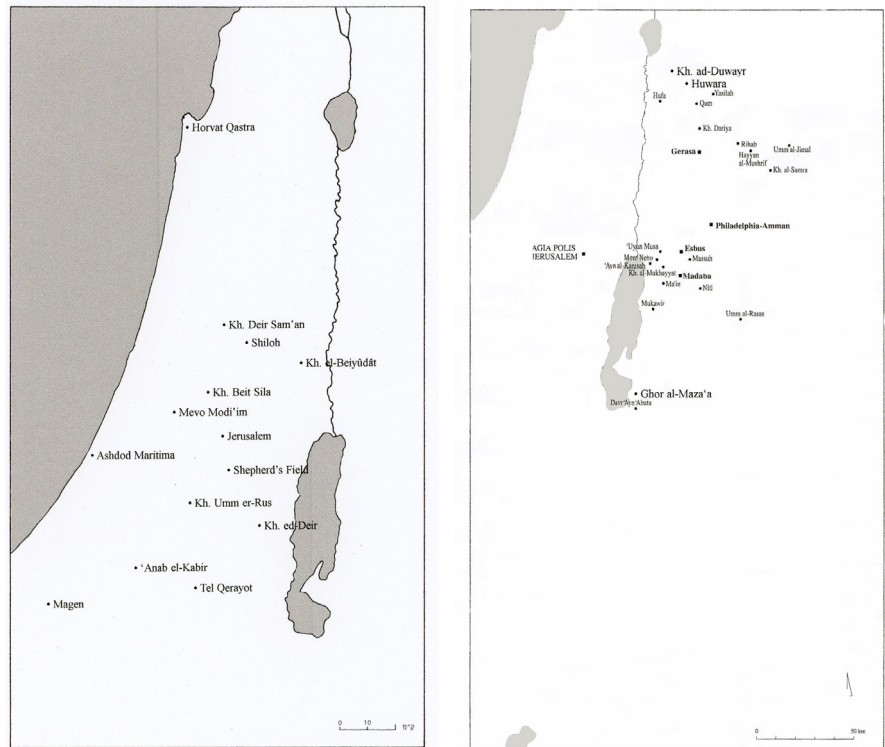 Horvat Qastra
Kh. Deir Sam'an
Shiloh
Kh. el-Beiyûdât
Kh. Beit Sila
Mevo Modi'im
Jerusalem
Ashdod Maritima
Shepherd's Field
Kh. Umm er-Rus
Kh. ed-Deir
'Anab el-Kabir
Tel Qerayot
Magen
0 10 ק"מ
Kh. ad-Duwayr
Huwara
Yasilah
Hufa
Qam
Kh. Dariya
Rihab
Umm al-Jimal
Gerasa
Hayyan
al-Mushrif
Kh. al-Samra
Philadelphia-Amman
'Uyun Musa
Esbus
AGIA POLIS
JERUSALEM
Mont Nebo
Massuh
'Ayn al-Kanisah
Kh. al-Mukhayyat
Madaba
Ma'in
Nitl
Mukawir
Umm al-Rasas
Ghor al-Maza'a
Dayr 'Ayn 'Abata
0 50 km